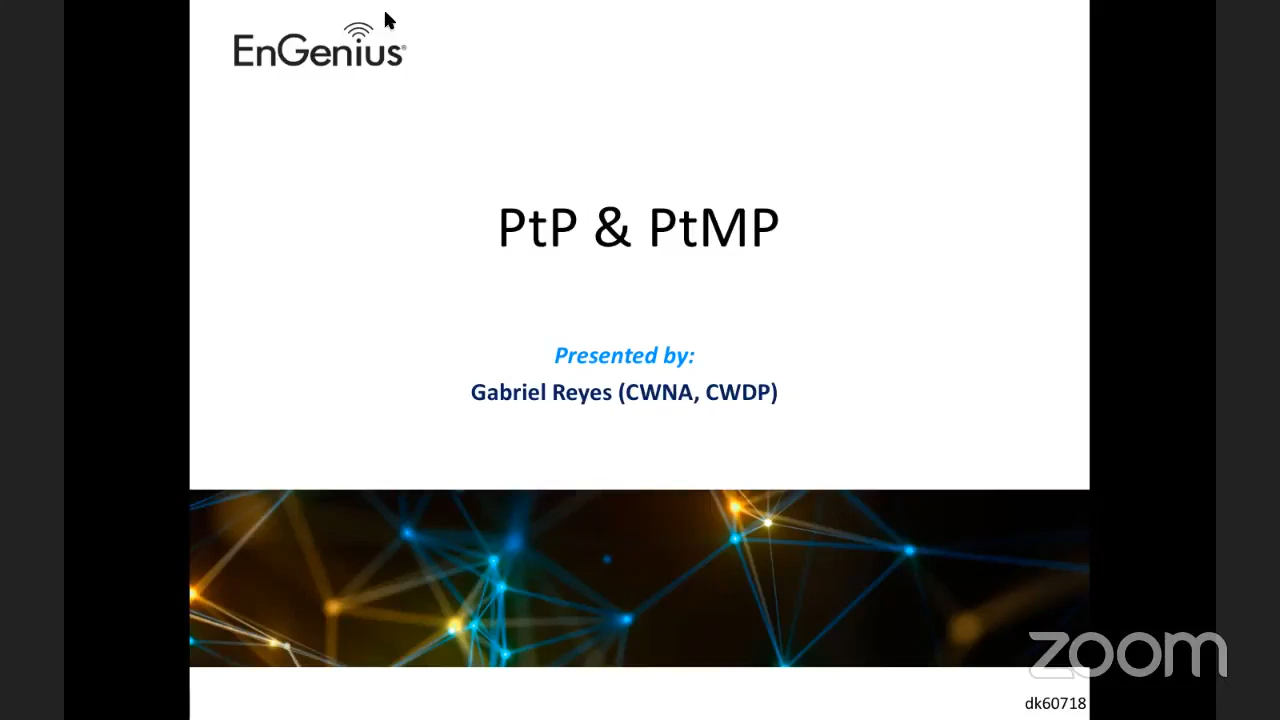 EnGenius®
PtP & PtMP
Presented by:
Gabriel Reyes (CWNA, CWDP)
zoom
dk60718